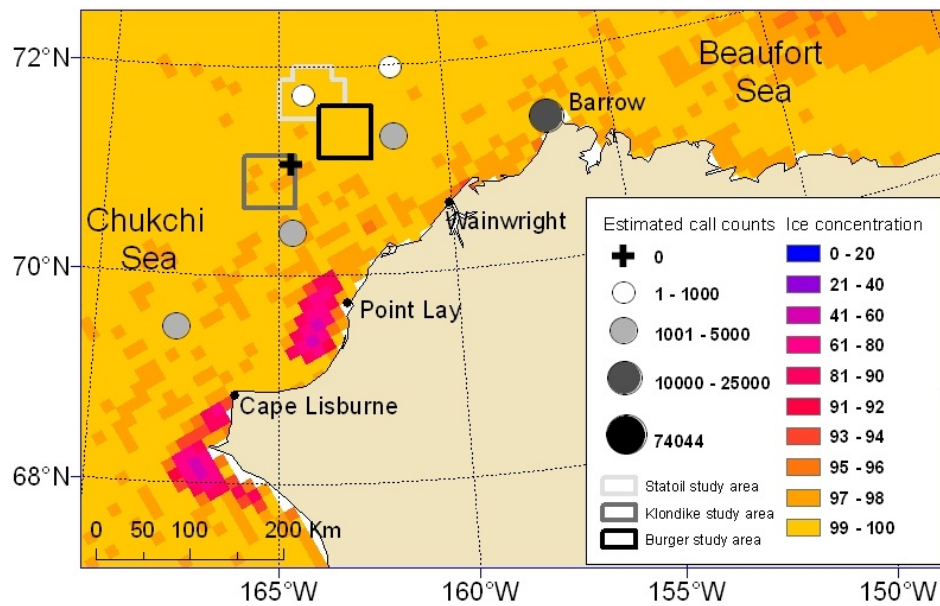 72°N
70°N
68°N
Beaufort
Sea
Barrow
Chukchi
Sea
Wainwright
Point Lay
Cape Lisburne
0 50 100 200 Km
165°W 160°W 155°W 150°W
Estimated call counts
0
1 - 1000
1001 - 5000
10000 - 25000
74044
Statoil study area
Klondike study area
Burger study area
Ice concentration
0 - 20
21 - 40
41 - 60
61 - 80
81 - 90
91 - 92
93 - 94
95 - 96
97 - 98
99 - 100